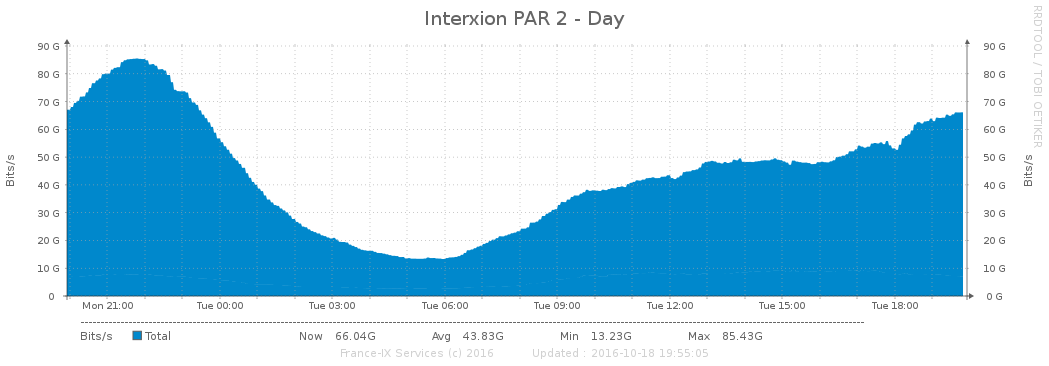 Interxion PAR 2 - Day
RRDTOOL / TOBI OETIKER
Bits/s
90 G 90 G
80 G 80 G
70 G 70 G
60 G 60 G
50 G 50 G
40 G 40 G
30 G 30 G
20 G 20 G
10 G 10 G
0 0 G
Bits/s
Mon 21:00 Tue 00:00 Tue 03:00 Tue 06:00 Tue 09:00 Tue 12:00 Tue 15:00 Tue 18:00
Bits/s Total Now 66.04G Avg 43.83G Min 13.23G Max 85.43G
France-IX Services (c) 2016 Updated : 2016-10-18 19:55:05